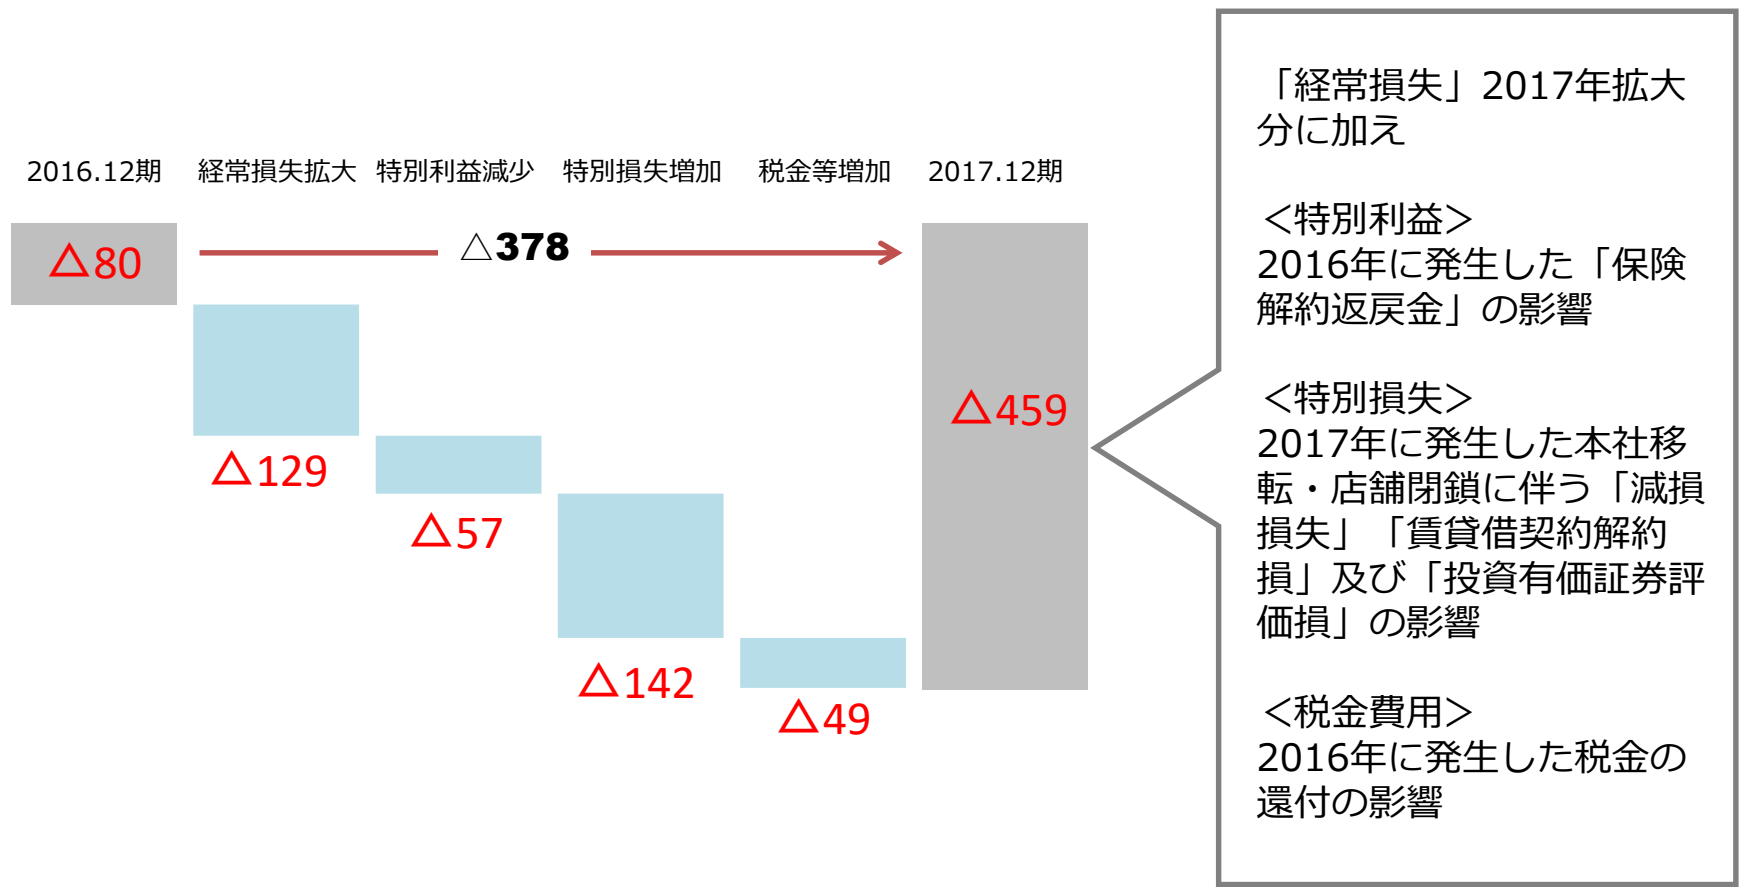 2016.12期 経常損失拡大 特別利益減少 特別損失増加 税金等増加 2017.12期
△80
△378
△129
△57
△142
△49
△459
「経常損失」2017年拡大
分に加え
＜特別利益＞
2016年に発生した「保険
解約返戻金」の影響
＜特別損失＞
2017年に発生した本社移
転・店舗閉鎖に伴う「減損
損失」「賃貸借契約解約
損」及び「投資有価証券評
価損」の影響
＜税金費用＞
2016年に発生した税金の
還付の影響